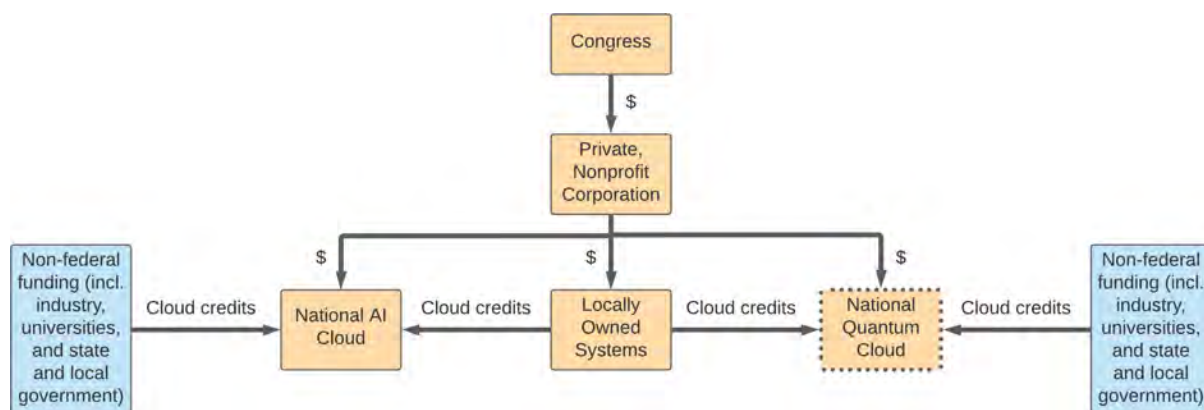 Congress
$
Private,
Nonprofit
Corporation
$
$
$
Non-federal
funding (incl.
industry,
universities,
and state
and local
government)
Cloud credits
National AI
Cloud
Cloud credits
Locally
Owned
Systems
Cloud credits
National
Quantum
Cloud
Cloud credits
Non-federal
funding (incl.
industry,
universities,
and state
and local
government)